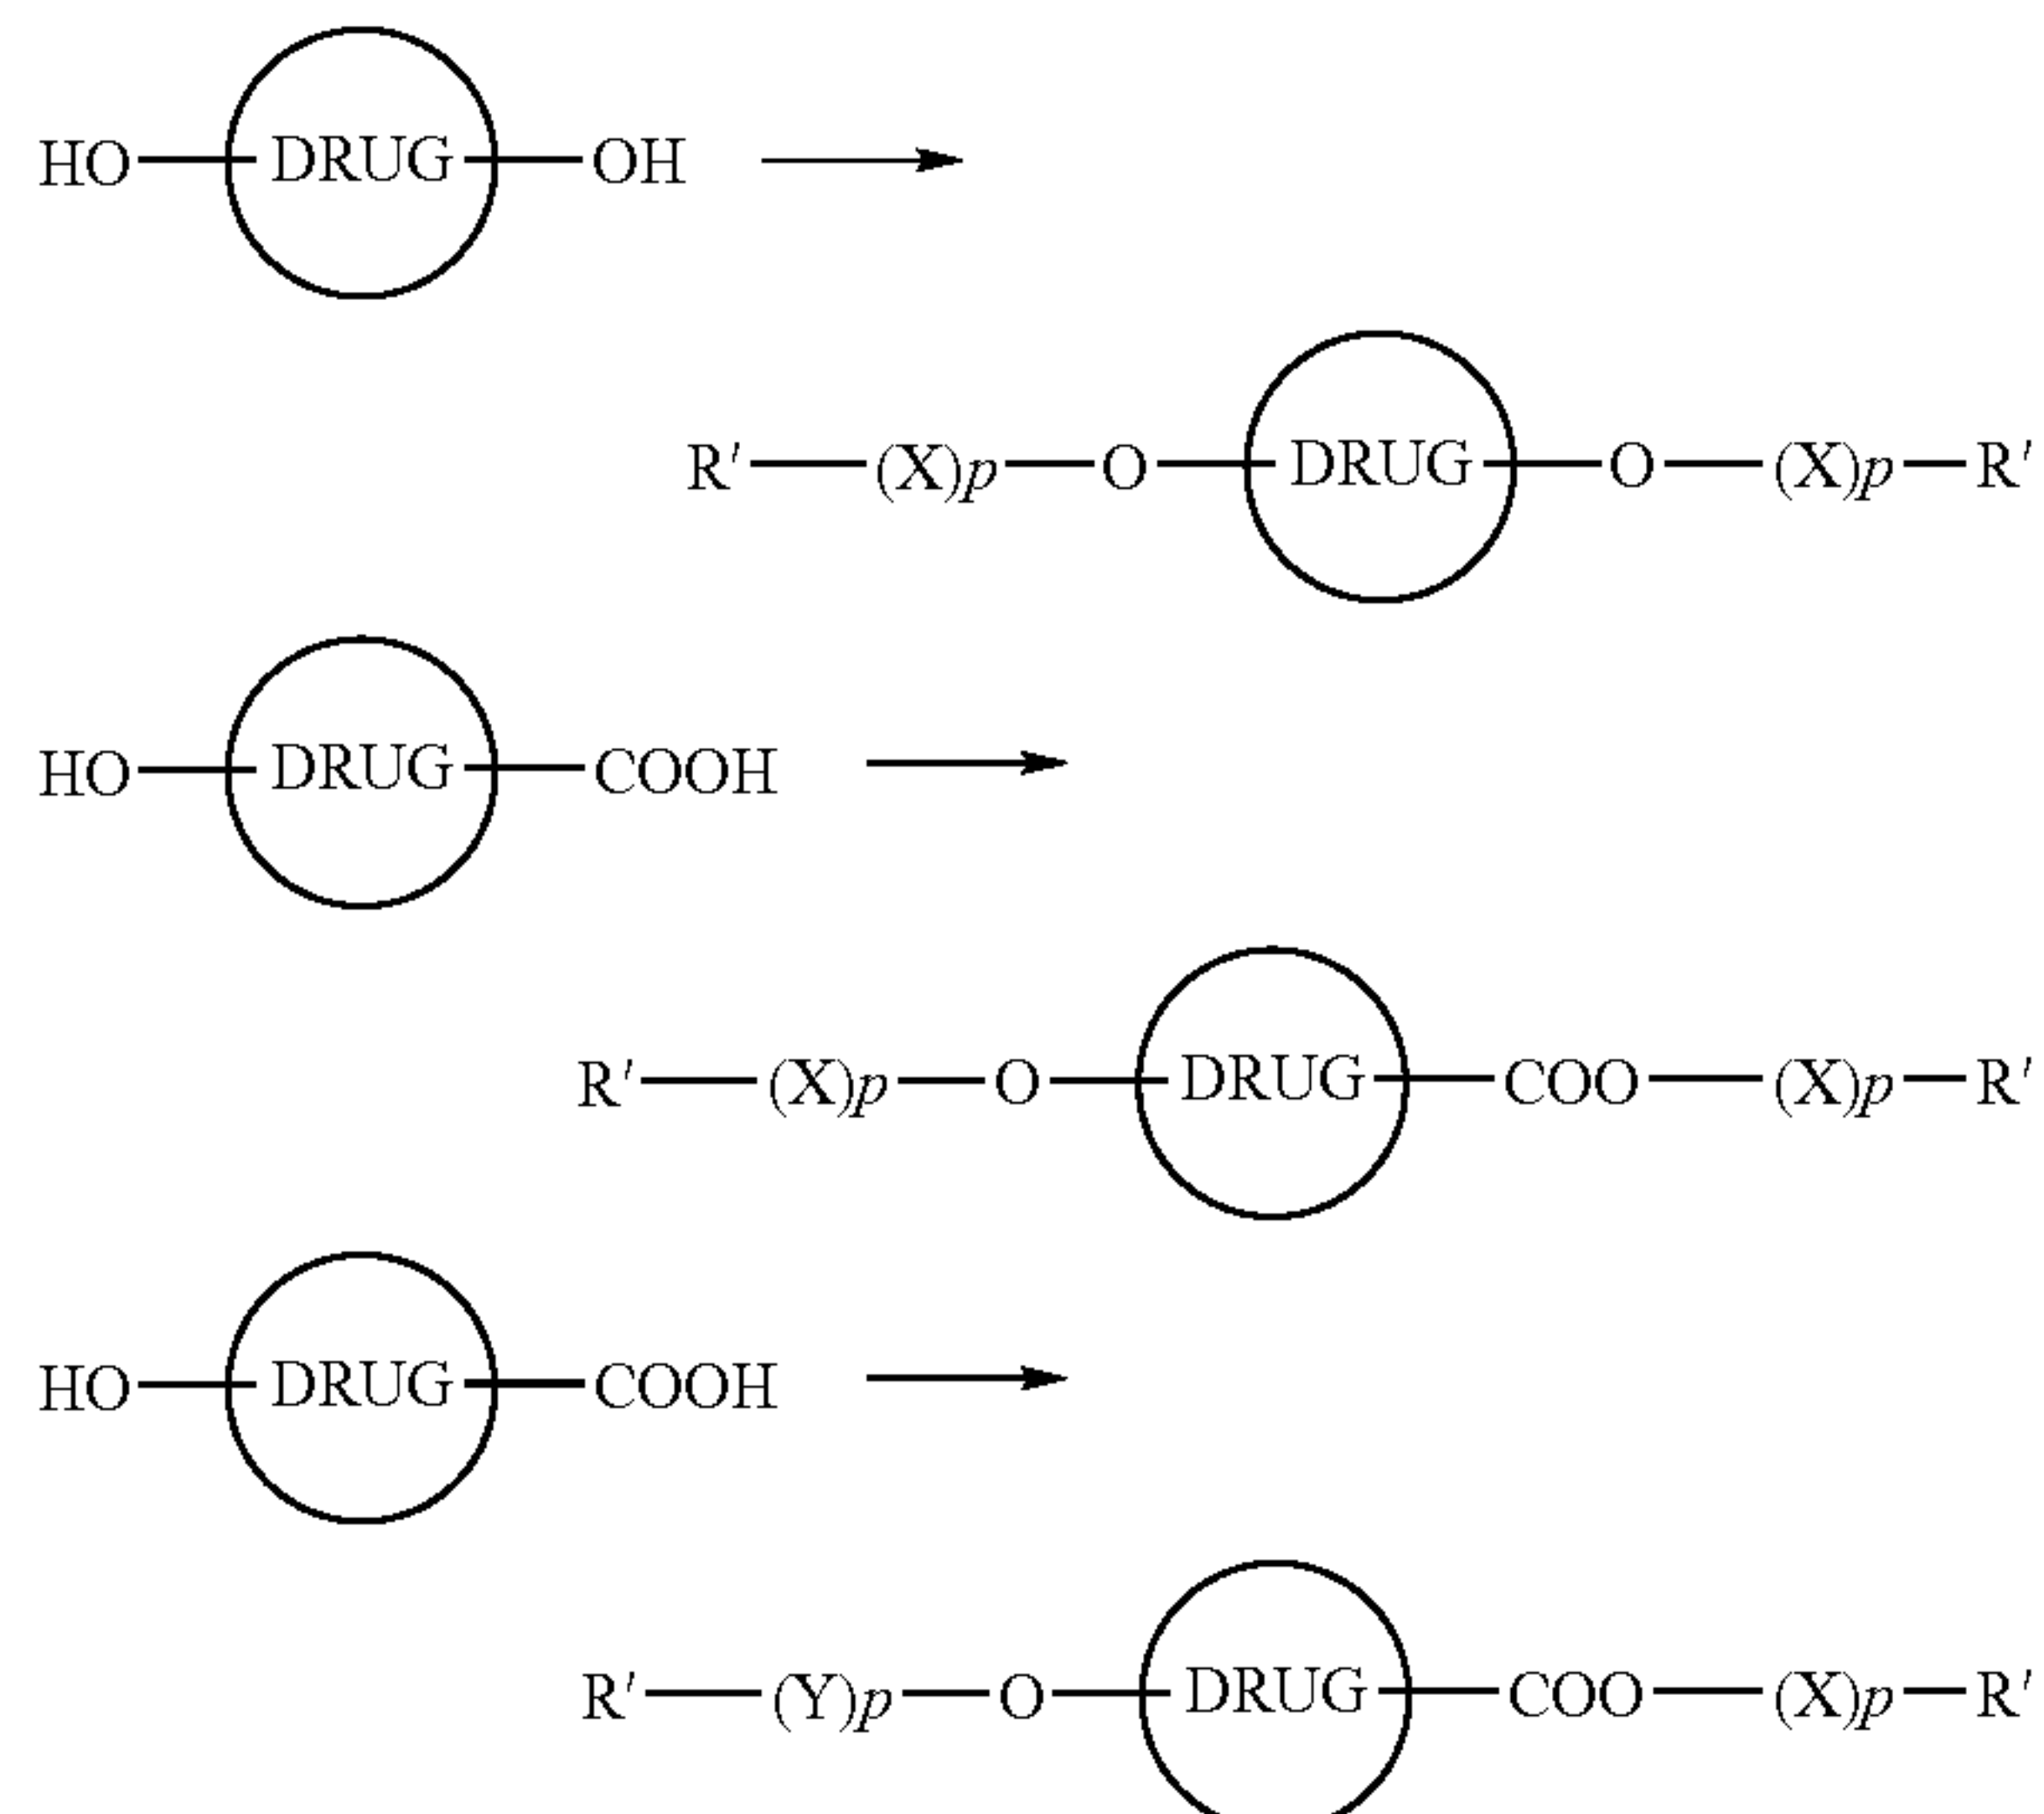 HO—DRUG—OH
R'—(X)p—O—DRUG—O—(X)p—R'
HO—DRUG—COOH
R'—(X)p—O—DRUG—COO—(X)p—R'
HO—DRUG—COOH
R'—(Y)p—O—DRUG—COO—(X)p—R'